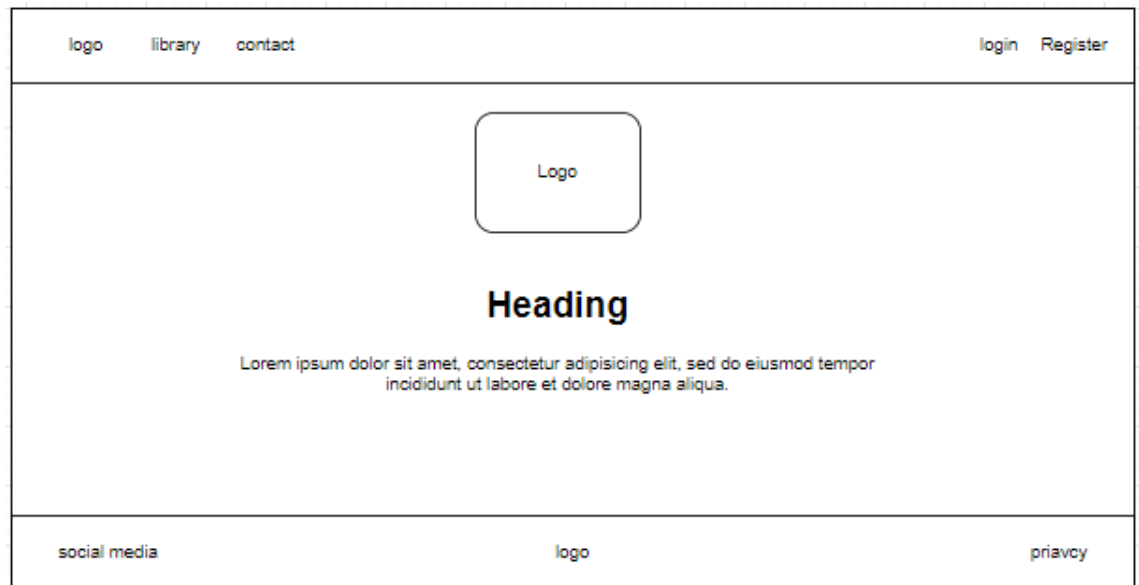 logo library contact login Register
Logo
Heading
Lorem ipsum dolor sit amet, consectetur adipisicing elit, sed do eiusmod tempor
incididunt ut labore et dolore magna aliqua.
social media logo priavcy